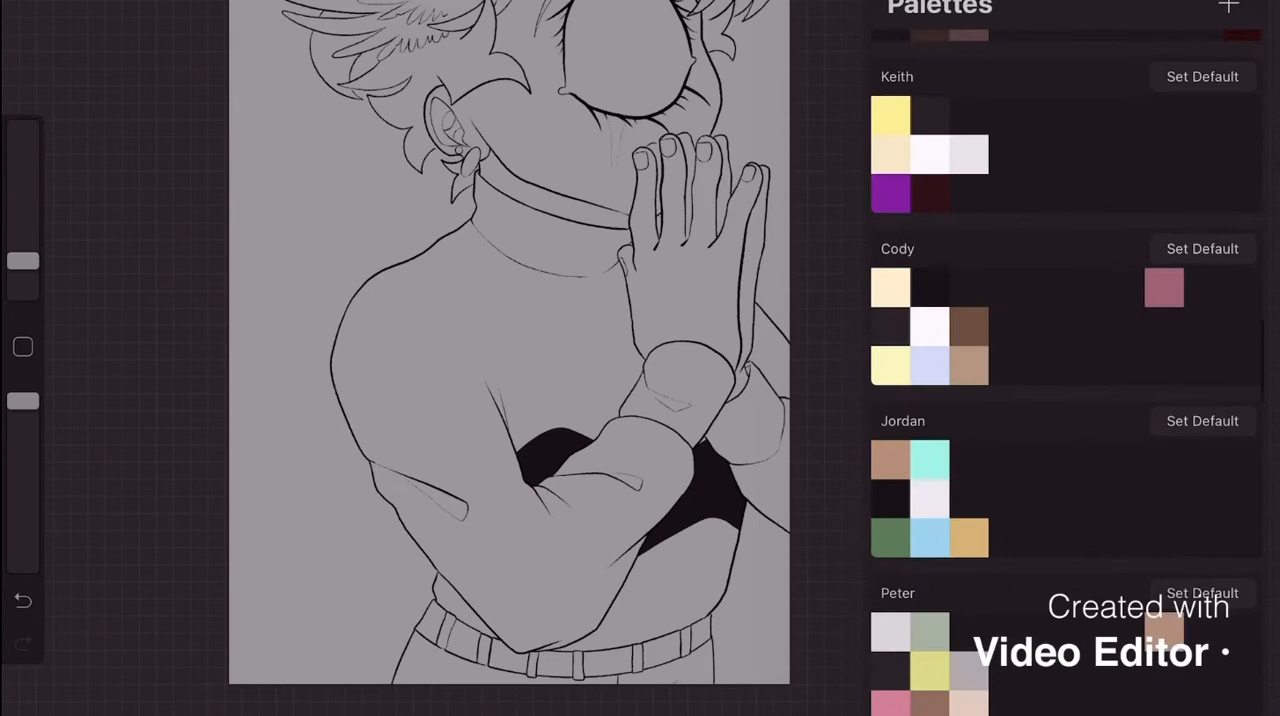 Palettes
Keith
Set Default
Cody
Set Default
Jordan
Set Default
Peter
Set Default
Created with
Video Editor